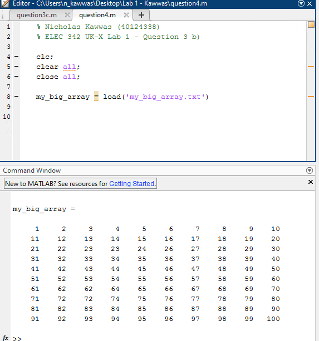 Editor - C:\Users\n_kawwas\Desktop\Lab 1 - Kawwas\question4.m
question3c.m × question4.m × +
1 % Nicholas Kawwas (40124338)
2 % ELEC 342 UK-X Lab 1 - Question 3 b)
3
4 - clc;
5 - clear all;
6 - close all;
7
8 - my_big_array = load('my_big_array.txt')
9
10
Command Window
New to MATLAB? See resources for Getting Started.
my_big_array =
1 2 3 4 5 6 7 8 9 10
11 12 13 14 15 16 17 18 19 20
21 22 23 23 24 26 27 28 29 30
31 32 33 34 35 36 37 38 39 40
41 42 43 44 45 46 47 48 49 50
51 52 53 54 55 56 57 58 59 60
61 62 62 64 65 66 67 68 69 70
71 72 72 74 75 76 77 78 79 80
81 82 83 84 85 86 87 88 89 90
91 92 93 94 95 96 97 98 99 100
fx >>